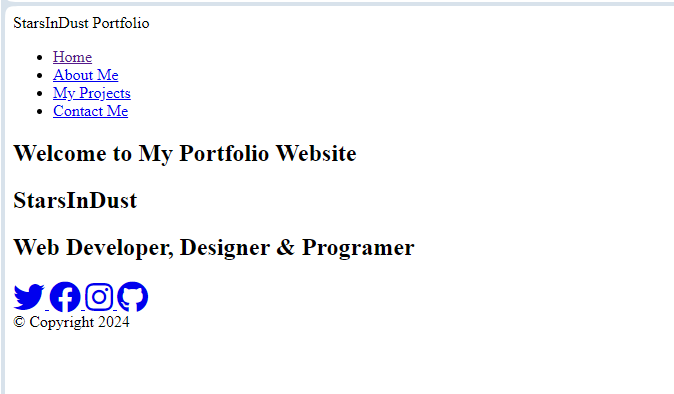 StarsInDust Portfolio
Home
About Me
My Projects
Contact Me
Welcome to My Portfolio Website
StarsInDust
Web Developer, Designer & Programer
© Copyright 2024